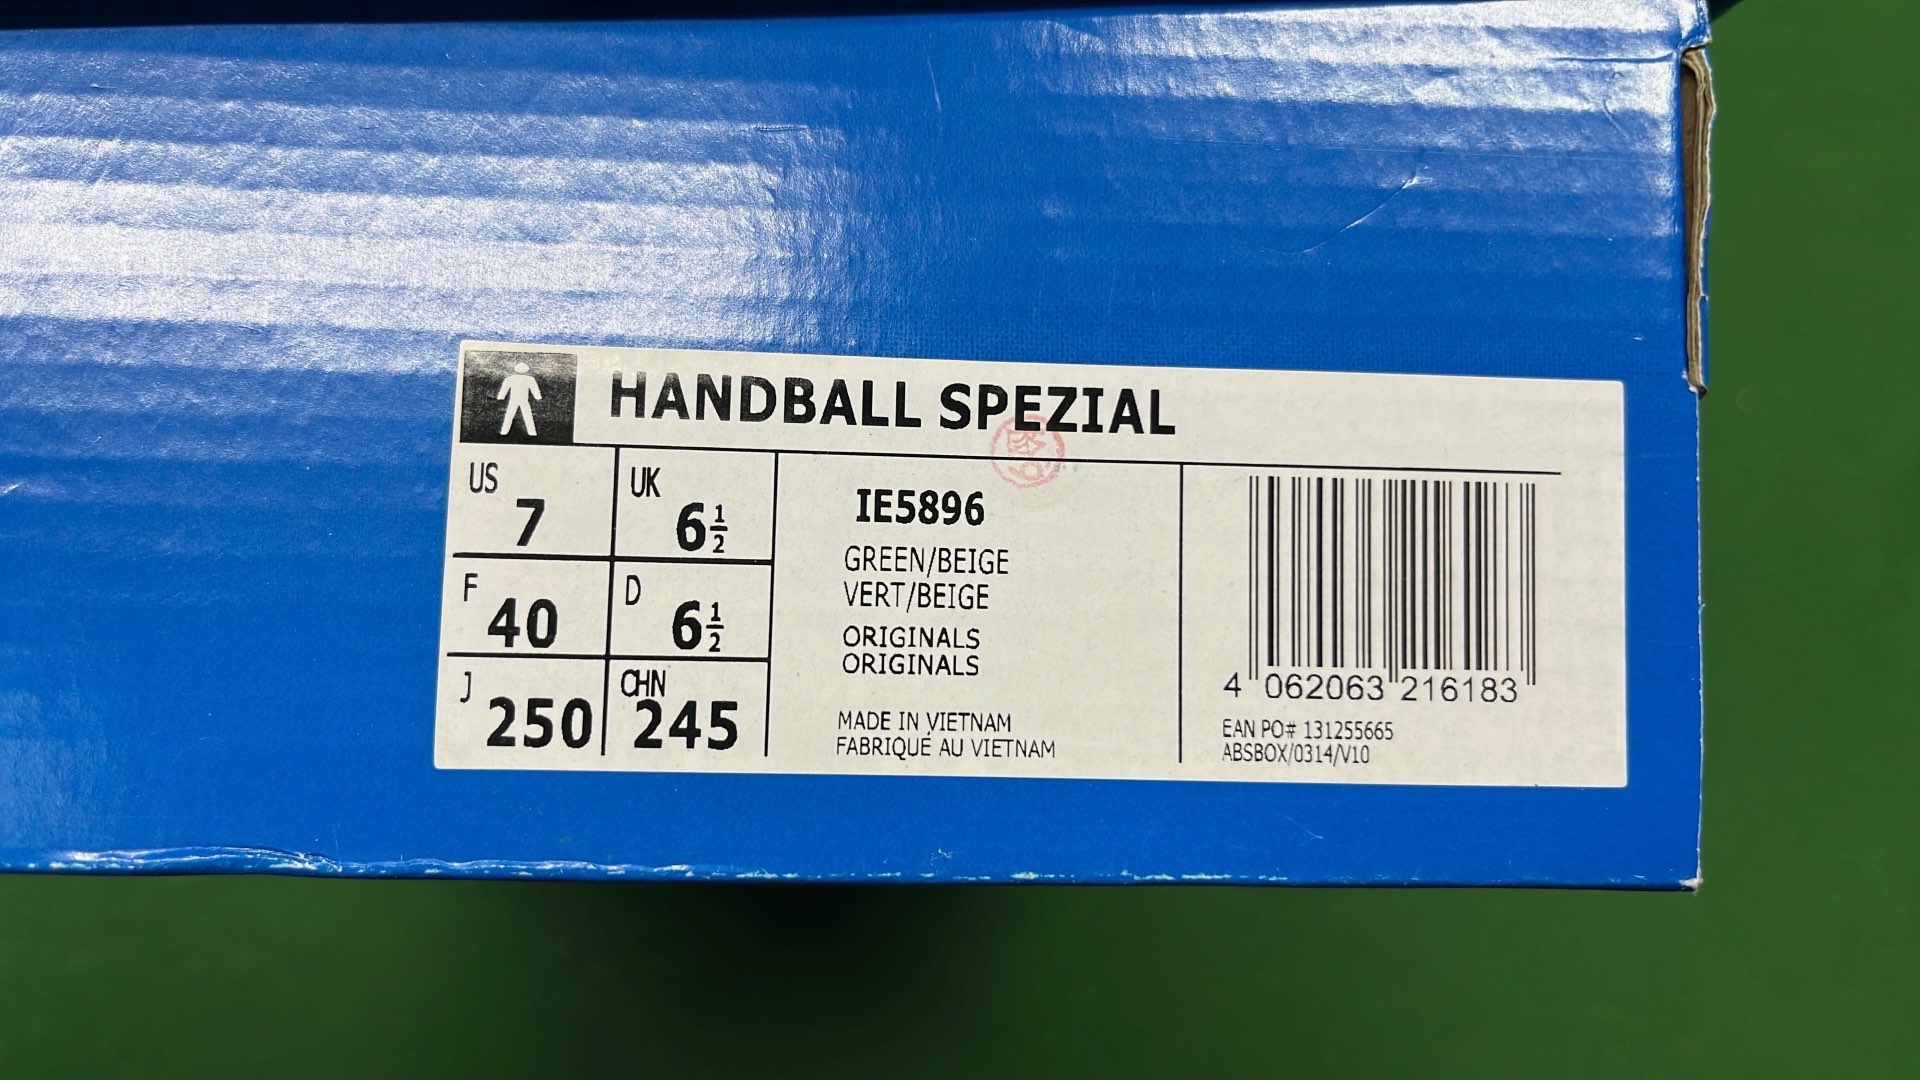 HANDBALL SPEZIAL
US 7
UK 6½
F 40
D 6½
J 250
CHN 245
IE5896
GREEN/BEIGE
VERT/BEIGE
ORIGINALS
ORIGINALS
MADE IN VIETNAM
FABRIQUÉ AU VIETNAM
4 062063 216183
EAN PO# 131255665
ABSBOX/0314/V10